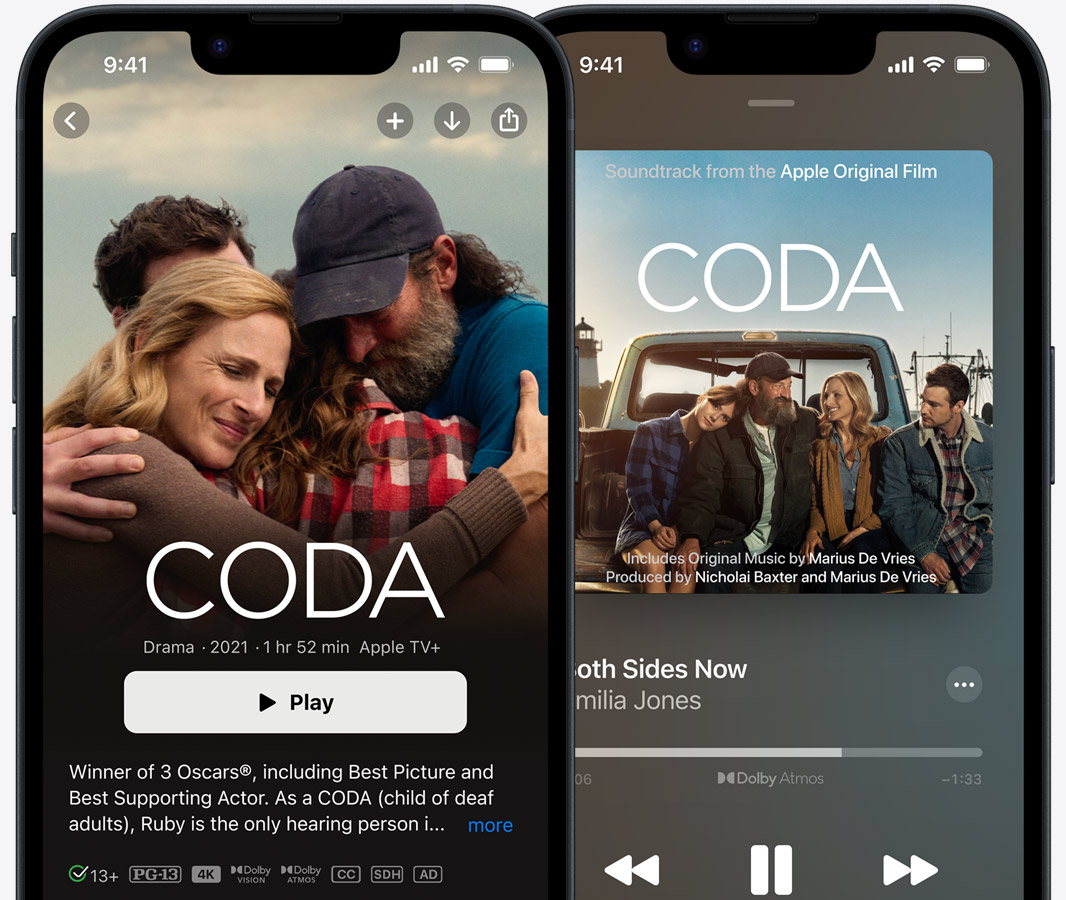 9:41
CODA
Drama · 2021 · 1 hr 52 min Apple TV+
Play
Winner of 3 Oscars®, including Best Picture and
Best Supporting Actor. As a CODA (child of deaf
adults), Ruby is the only hearing person i... more
13+ PG-13 4K Dolby VISION Dolby ATMOS CC SDH AD
9:41
Soundtrack from the Apple Original Film
CODA
Includes Original Music by Marius De Vries
Produced by Nicholai Baxter and Marius De Vries
oth Sides Now
milia Jones
06 Dolby Atmos −1:33